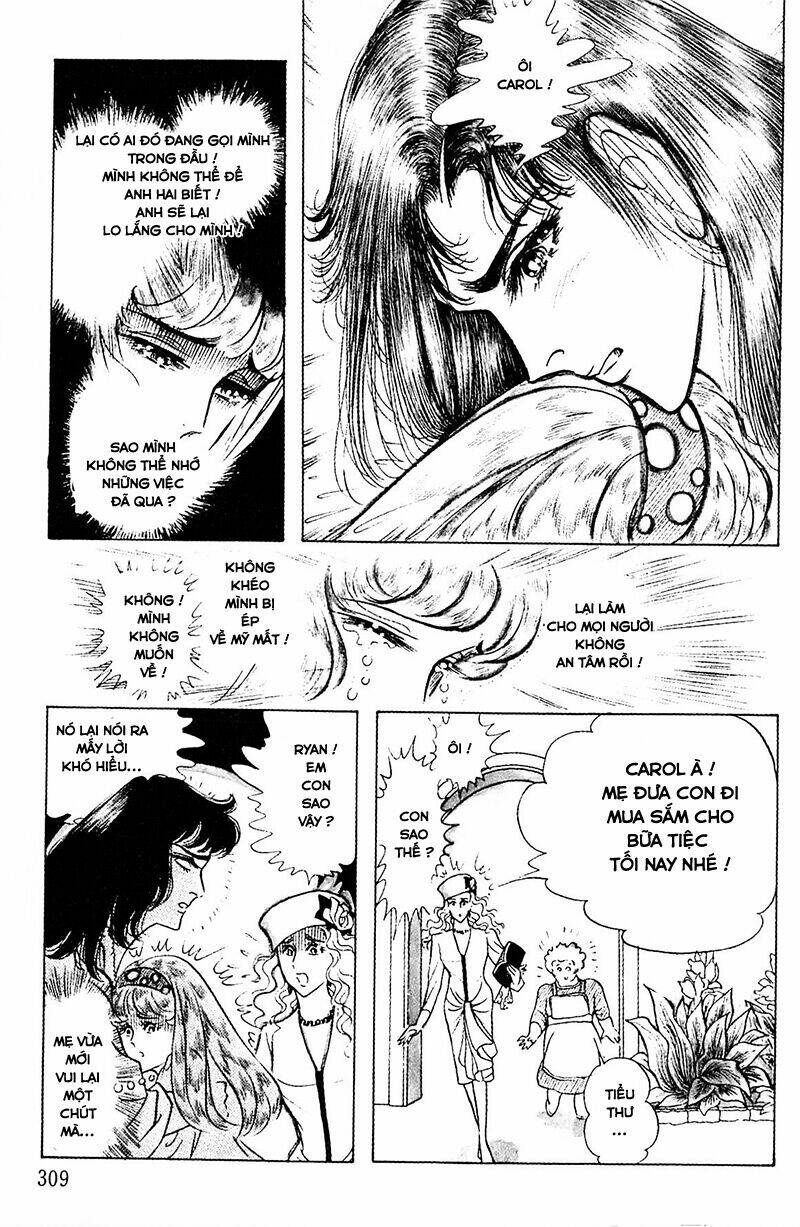 ÔI
CAROL !
LẠI CÓ AI ĐÓ ĐANG GỌI MÌNH
TRONG ĐẦU !
MÌNH KHÔNG THỂ ĐỂ
ANH HAI BIẾT !
ANH SẼ LẠI
LO LẮNG CHO MÌNH !
SAO MÌNH
KHÔNG THỂ NHỚ
NHỮNG VIỆC
ĐÃ QUA ?
KHÔNG !
MÌNH
KHÔNG
MUỐN
VỀ !
KHÔNG
KHÉO
MÌNH BỊ
ÉP
VỀ MỸ MẤT !
LẠI LÀM
CHO MỌI NGƯỜI
KHÔNG
AN TÂM RỒI !
NÓ LẠI NÓI RA
MẤY LỜI
KHÓ HIỂU...
RYAN !
EM
CON
SAO
VẬY ?
MẸ VỪA
MỚI
VUI LẠI
MỘT
CHÚT
MÀ...
ÔI !
CON
SAO
THẾ ?
CAROL À !
MẸ ĐƯA CON ĐI
MUA SẮM CHO
BỮA TIỆC
TỐI NAY NHÉ !
TIỂU
THƯ
...
309